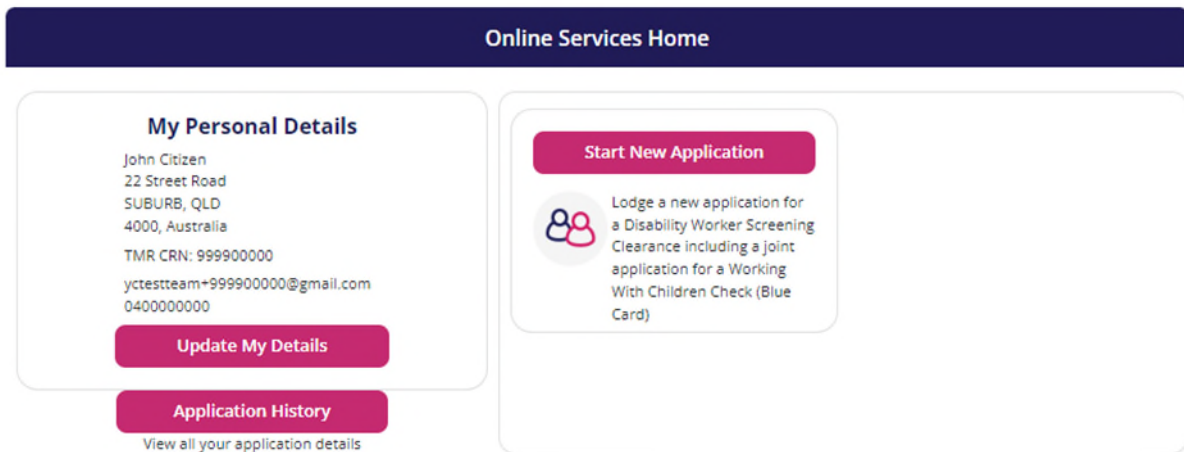 Online Services Home
My Personal Details
John Citizen
22 Street Road
SUBURB, QLD
4000, Australia
TMR CRN: 999900000
yctestteam+999900000@gmail.com
0400000000
Update My Details
Application History
View all your application details
Start New Application
Lodge a new application for
a Disability Worker Screening
Clearance including a joint
application for a Working
With Children Check (Blue
Card)